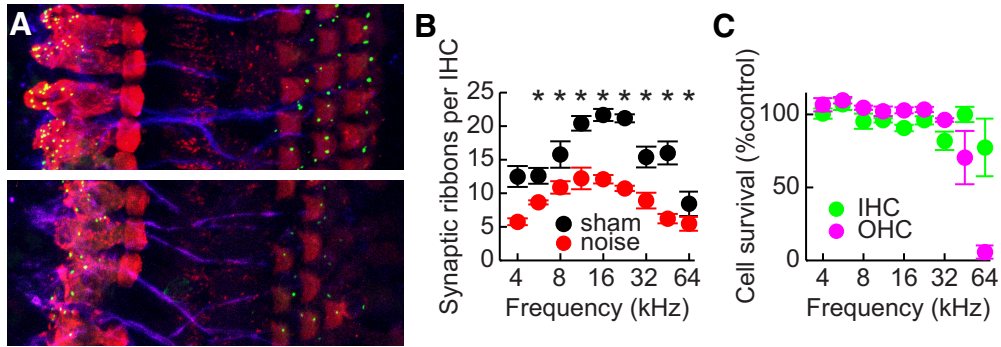 A
B
Synaptic ribbons per IHC
25
20
15
10
5
0
* * * * * * * *
sham
noise
4 8 16 32 64
Frequency (kHz)
C
Cell survival (%control)
100
50
0
IHC
OHC
4 8 16 32 64
Frequency (kHz)